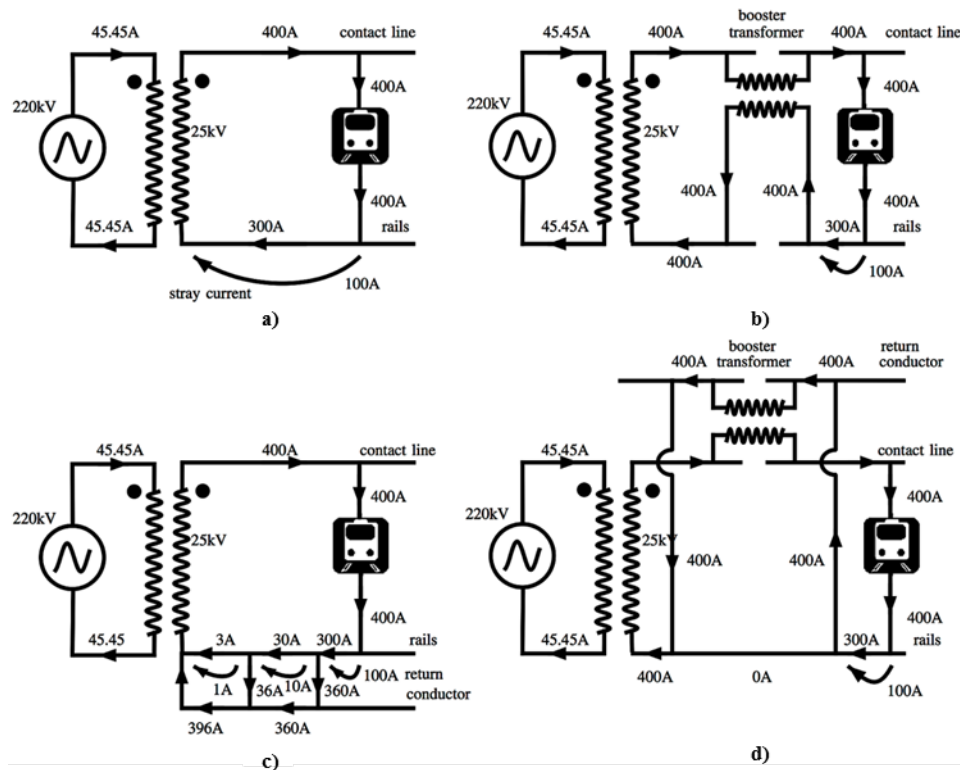 45.45A
400A
contact line
400A
220kV
25kV
400A
45.45A
300A
rails
100A
stray current
a)
booster
transformer
45.45A
400A
400A
contact line
400A
220kV
25kV
400A
400A
400A
45.45A
400A
300A
rails
100A
b)
45.45A
400A
contact line
400A
220kV
25kV
400A
45.45
3A
30A
300A
rails
1A
36A
10A
360A
100A
return
conductor
396A
360A
c)
booster
transformer
return
conductor
400A
400A
45.45A
contact line
400A
220kV
25kV
400A
400A
400A
45.45A
400A
0A
300A
rails
100A
d)